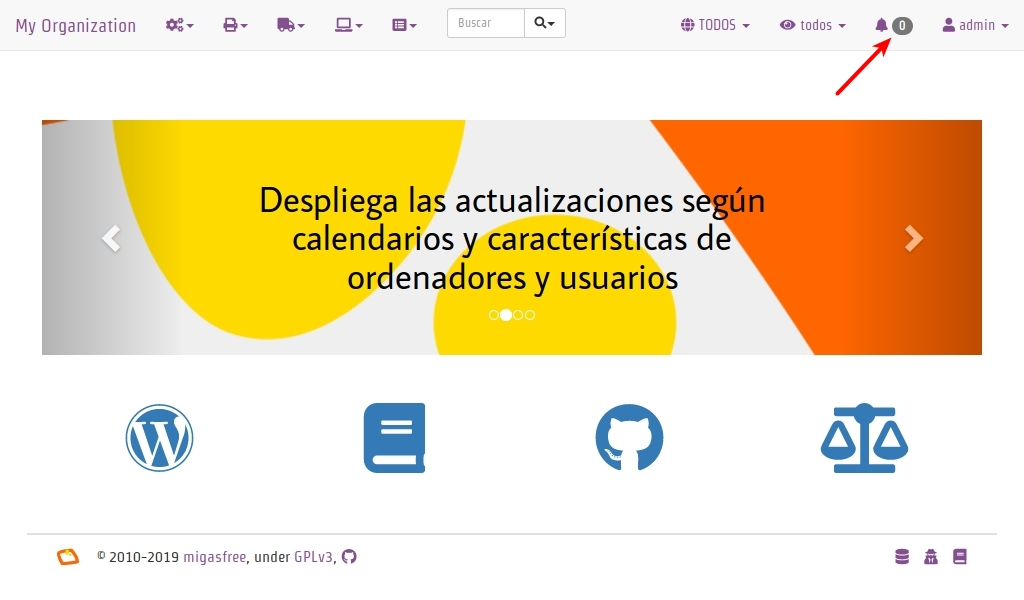 My Organization
Buscar
TODOS
todos
0
admin
Despliega las actualizaciones según
calendarios y características de
ordenadores y usuarios
© 2010-2019 migasfree, under GPLv3,